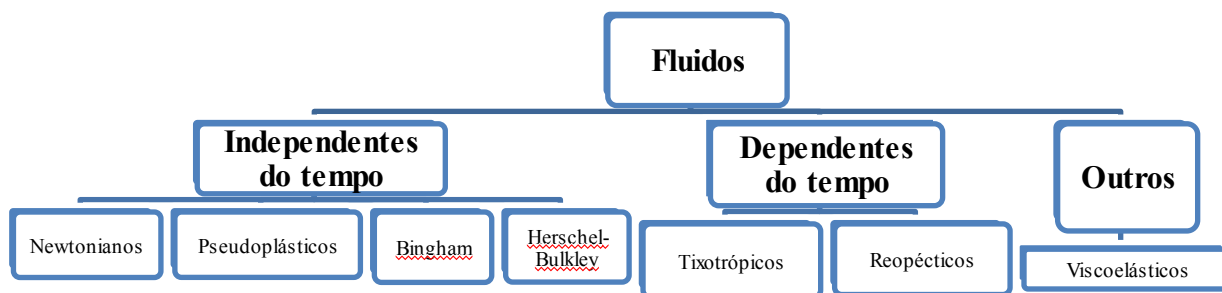 Fluidos
Independentes
do tempo
Dependentes
do tempo
Outros
Newtonianos
Pseudoplásticos
Bingham
Herschel-
Bulkley
Tixotrópicos
Reopécticos
Viscoelásticos